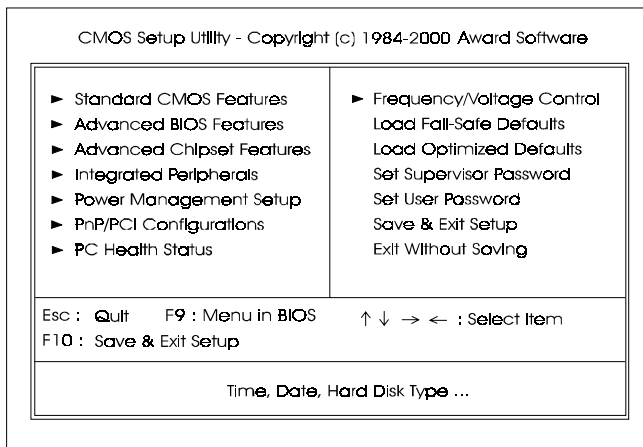 CMOS Setup Utility - Copyright (c) 1984-2000 Award Software
► Standard CMOS Features
► Advanced BIOS Features
► Advanced Chipset Features
► Integrated Peripherals
► Power Management Setup
► PnP/PCI Configurations
► PC Health Status
► Frequency/Voltage Control
Load Fail-Safe Defaults
Load Optimized Defaults
Set Supervisor Password
Set User Password
Save & Exit Setup
Exit Without Saving
Esc : Quit F9 : Menu in BIOS ↑ ↓ → ← : Select Item
F10 : Save & Exit Setup
Time, Date, Hard Disk Type ...